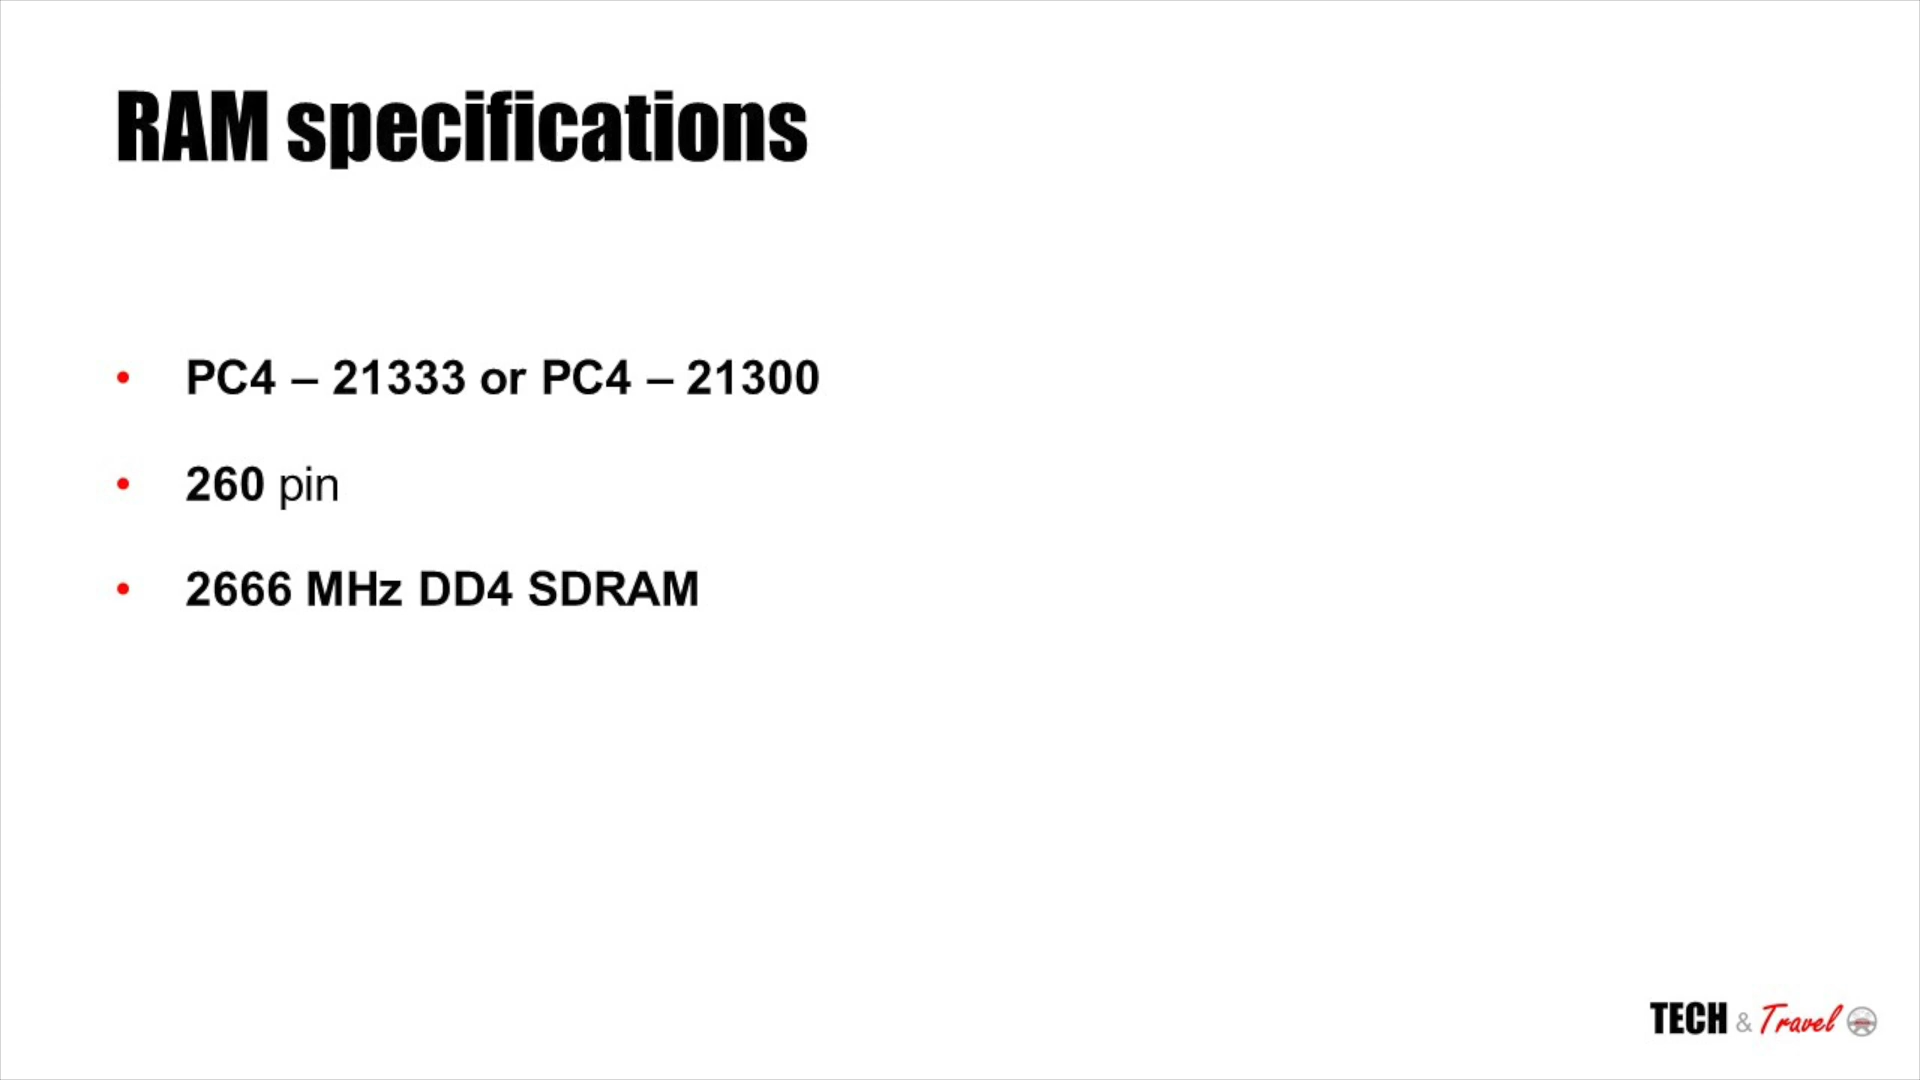 RAM specifications
• PC4 – 21333 or PC4 – 21300
• 260 pin
• 2666 MHz DD4 SDRAM
TECH & Travel